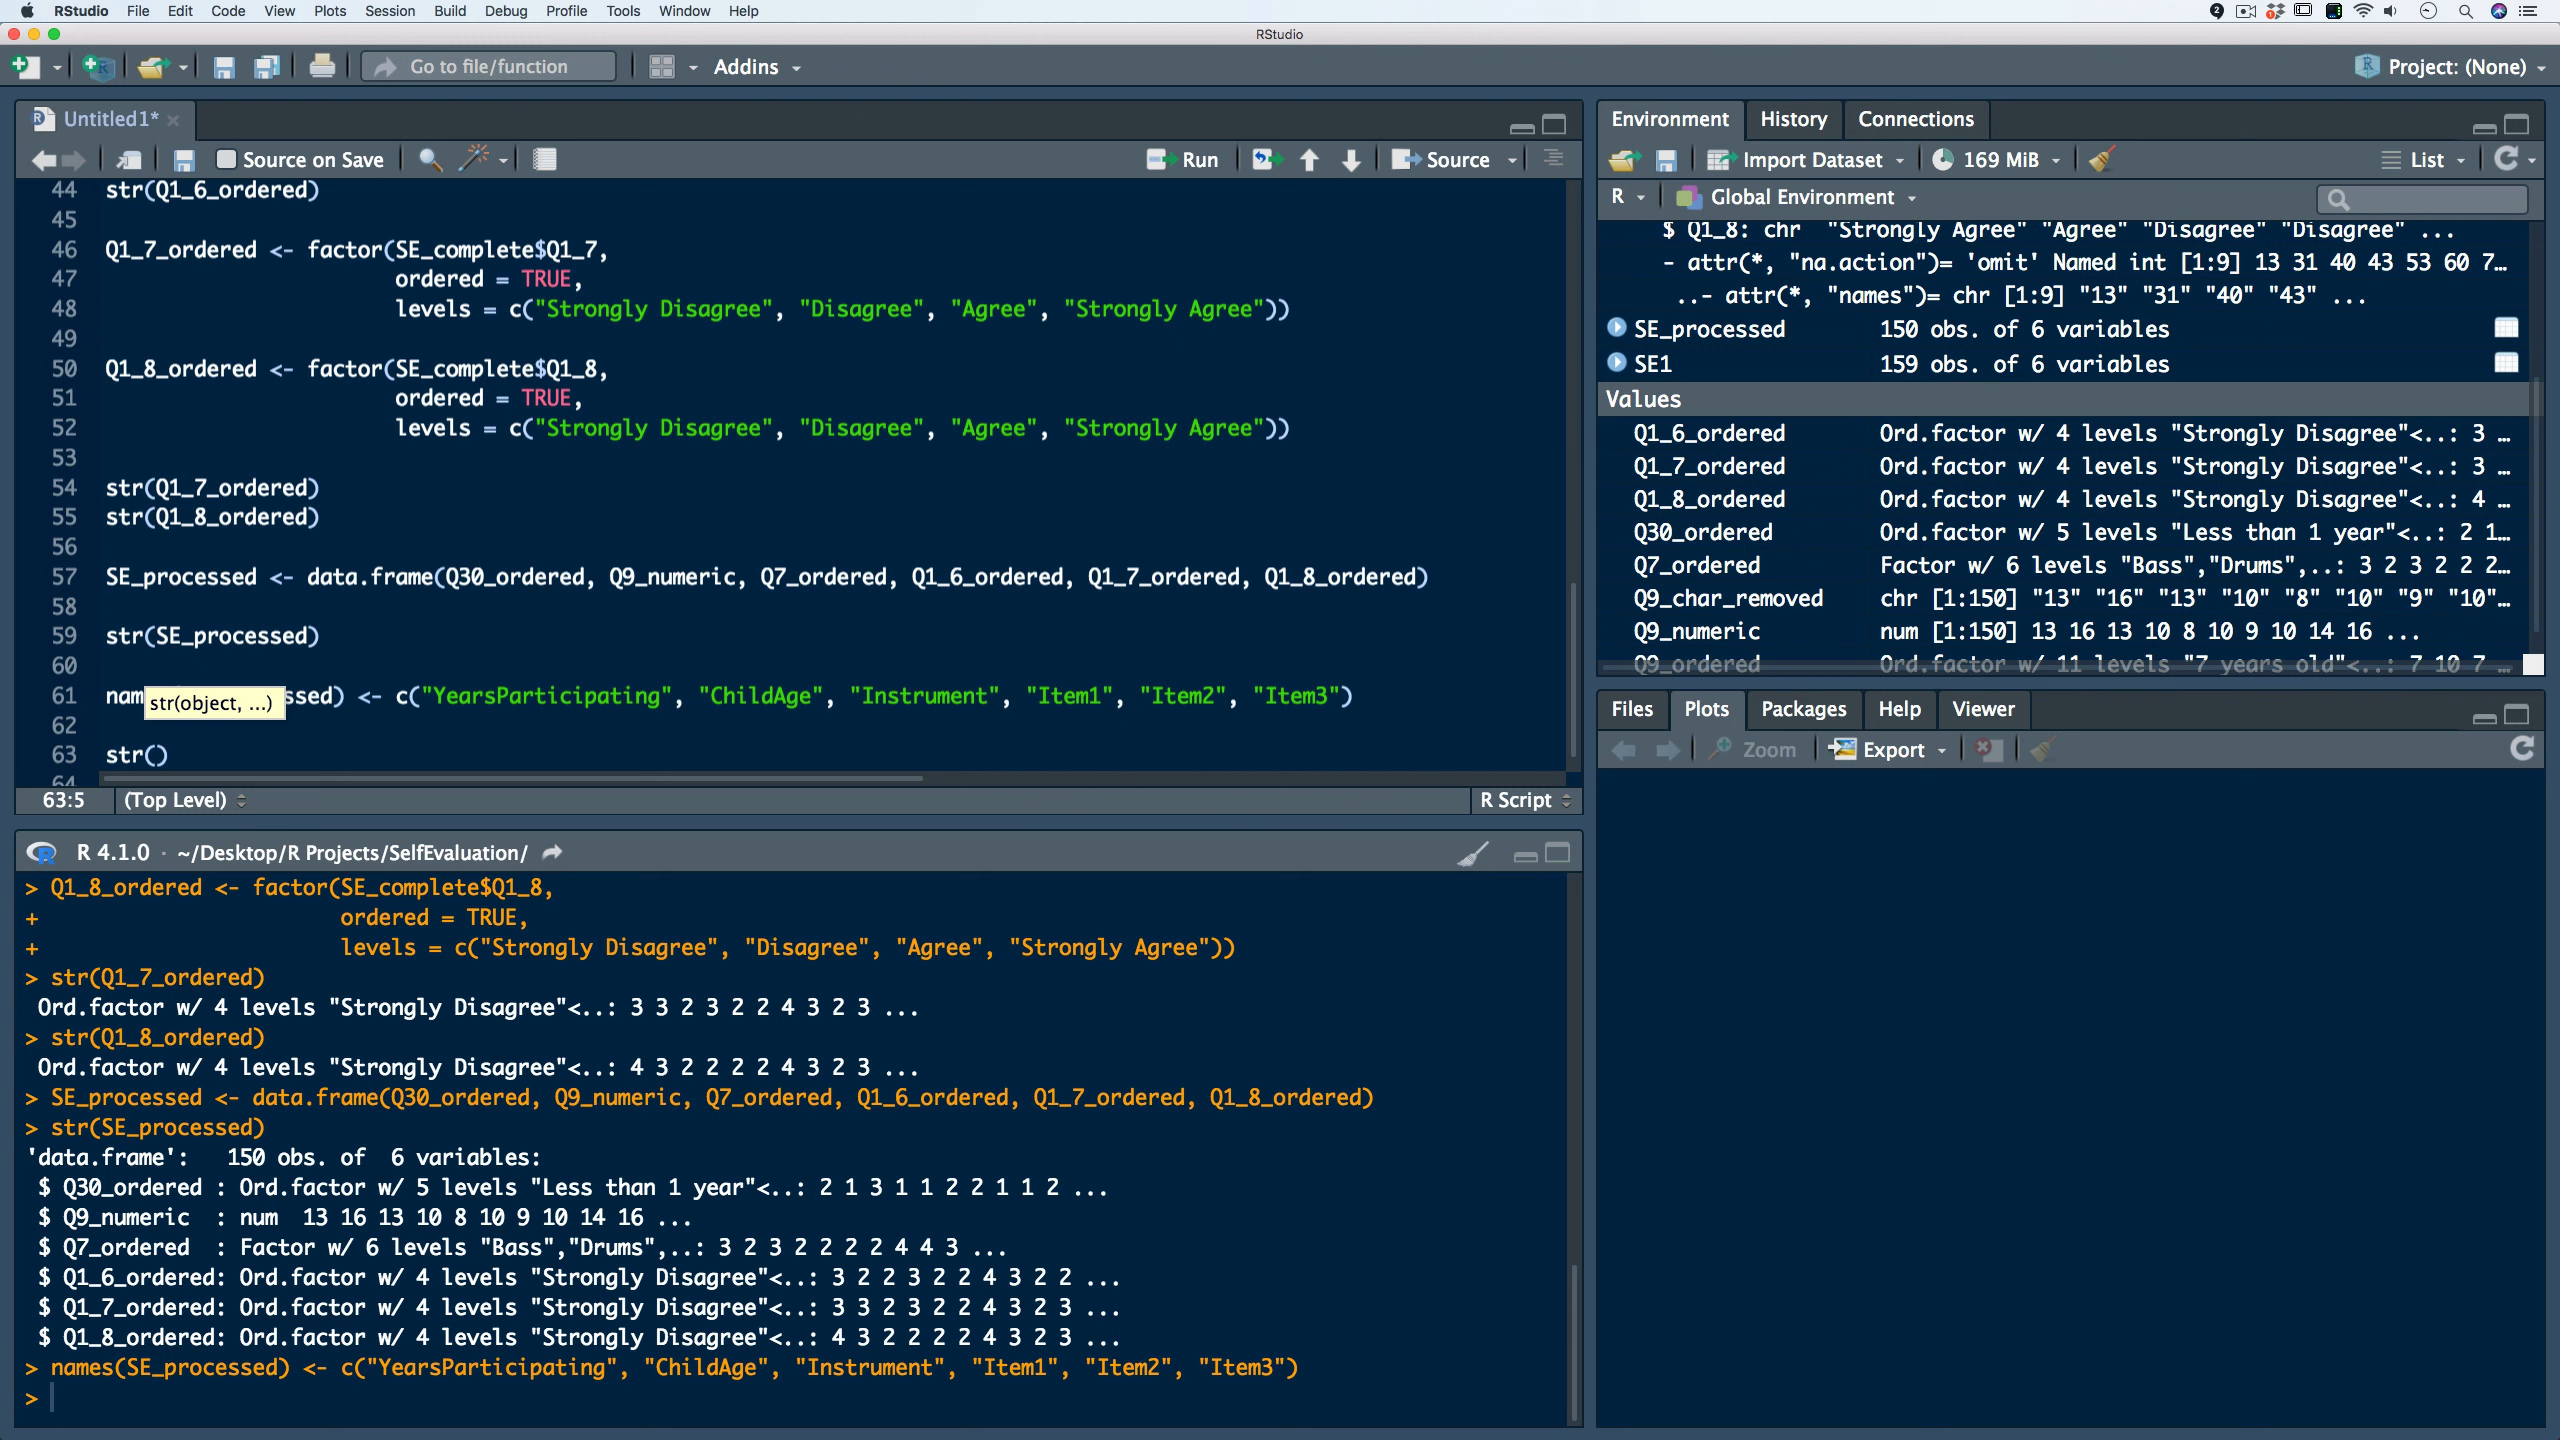 RStudio File Edit Code View Plots Session Build Debug Profile Tools Window Help
RStudio
Go to file/function Addins Project: (None)
Untitled1*
Source on Save Run Source
44 str(Q1_6_ordered)
45
46 Q1_7_ordered <- factor(SE_complete$Q1_7,
47 ordered = TRUE,
48 levels = c("Strongly Disagree", "Disagree", "Agree", "Strongly Agree"))
49
50 Q1_8_ordered <- factor(SE_complete$Q1_8,
51 ordered = TRUE,
52 levels = c("Strongly Disagree", "Disagree", "Agree", "Strongly Agree"))
53
54 str(Q1_7_ordered)
55 str(Q1_8_ordered)
56
57 SE_processed <- data.frame(Q30_ordered, Q9_numeric, Q7_ordered, Q1_6_ordered, Q1_7_ordered, Q1_8_ordered)
58
59 str(SE_processed)
60
61 nam ssed) <- c("YearsParticipating", "ChildAge", "Instrument", "Item1", "Item2", "Item3")
str(object, ...)
62
63 str()
64
63:5 (Top Level) R Script
R 4.1.0 · ~/Desktop/R Projects/SelfEvaluation/
> Q1_8_ordered <- factor(SE_complete$Q1_8,
+ ordered = TRUE,
+ levels = c("Strongly Disagree", "Disagree", "Agree", "Strongly Agree"))
> str(Q1_7_ordered)
Ord.factor w/ 4 levels "Strongly Disagree"<..: 3 3 2 3 2 2 4 3 2 3 ...
> str(Q1_8_ordered)
Ord.factor w/ 4 levels "Strongly Disagree"<..: 4 3 2 2 2 2 4 3 2 3 ...
> SE_processed <- data.frame(Q30_ordered, Q9_numeric, Q7_ordered, Q1_6_ordered, Q1_7_ordered, Q1_8_ordered)
> str(SE_processed)
'data.frame': 150 obs. of 6 variables:
$ Q30_ordered : Ord.factor w/ 5 levels "Less than 1 year"<..: 2 1 3 1 1 2 2 1 1 2 ...
$ Q9_numeric : num 13 16 13 10 8 10 9 10 14 16 ...
$ Q7_ordered : Factor w/ 6 levels "Bass","Drums",..: 3 2 3 2 2 2 2 4 4 3 ...
$ Q1_6_ordered: Ord.factor w/ 4 levels "Strongly Disagree"<..: 3 2 2 3 2 2 4 3 2 2 ...
$ Q1_7_ordered: Ord.factor w/ 4 levels "Strongly Disagree"<..: 3 3 2 3 2 2 4 3 2 3 ...
$ Q1_8_ordered: Ord.factor w/ 4 levels "Strongly Disagree"<..: 4 3 2 2 2 2 4 3 2 3 ...
> names(SE_processed) <- c("YearsParticipating", "ChildAge", "Instrument", "Item1", "Item2", "Item3")
>
Environment History Connections
Import Dataset 169 MiB List
R Global Environment
$ Q1_8: chr "Strongly Agree" "Agree" "Disagree" "Disagree" ...
- attr(*, "na.action")= 'omit' Named int [1:9] 13 31 40 43 53 60 7…
..- attr(*, "names")= chr [1:9] "13" "31" "40" "43" ...
SE_processed 150 obs. of 6 variables
SE1 159 obs. of 6 variables
Values
Q1_6_ordered Ord.factor w/ 4 levels "Strongly Disagree"<..: 3 …
Q1_7_ordered Ord.factor w/ 4 levels "Strongly Disagree"<..: 3 …
Q1_8_ordered Ord.factor w/ 4 levels "Strongly Disagree"<..: 4 …
Q30_ordered Ord.factor w/ 5 levels "Less than 1 year"<..: 2 1…
Q7_ordered Factor w/ 6 levels "Bass","Drums",..: 3 2 3 2 2 2…
Q9_char_removed chr [1:150] "13" "16" "13" "10" "8" "10" "9" "10"…
Q9_numeric num [1:150] 13 16 13 10 8 10 9 10 14 16 ...
Q9_ordered Ord.factor w/ 11 levels "7 years old"<..: 7 10 7 …
Files Plots Packages Help Viewer
Zoom Export